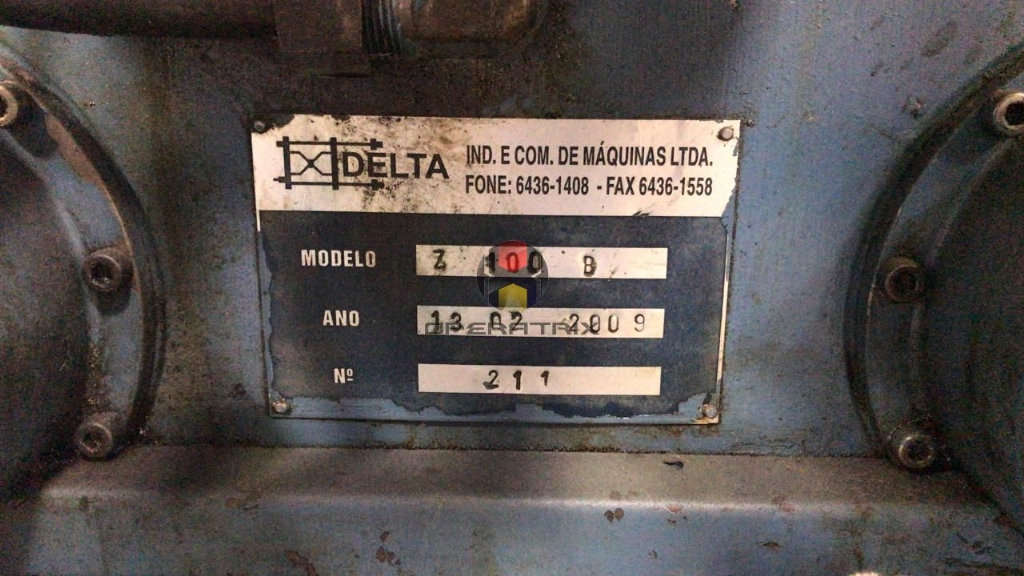 DELTA
IND. E COM. DE MÁQUINAS LTDA.
FONE: 6436-1408 - FAX 6436-1558
MODELO Z 100 B
ANO 13 02 2009
OPERATRIX
Nº 211